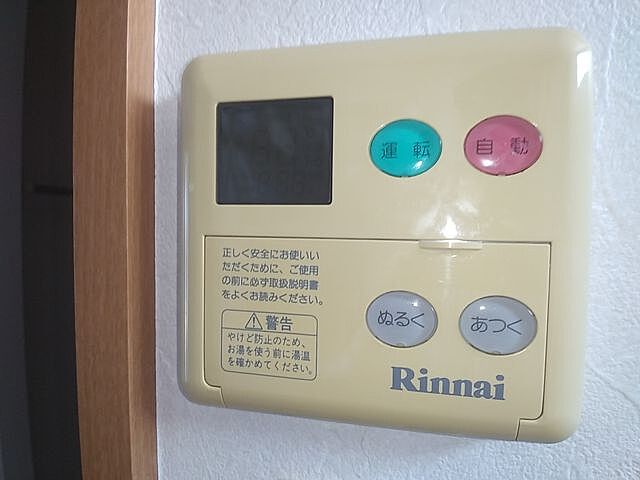 運転
自動
正しく安全にお使いい
ただくために、ご使用
の前に必ず取扱説明書
をよくお読みください。
⚠警告
やけど防止のため、
お湯を使う前に湯温
を確かめてください。
ぬるく
あつく
Rinnai